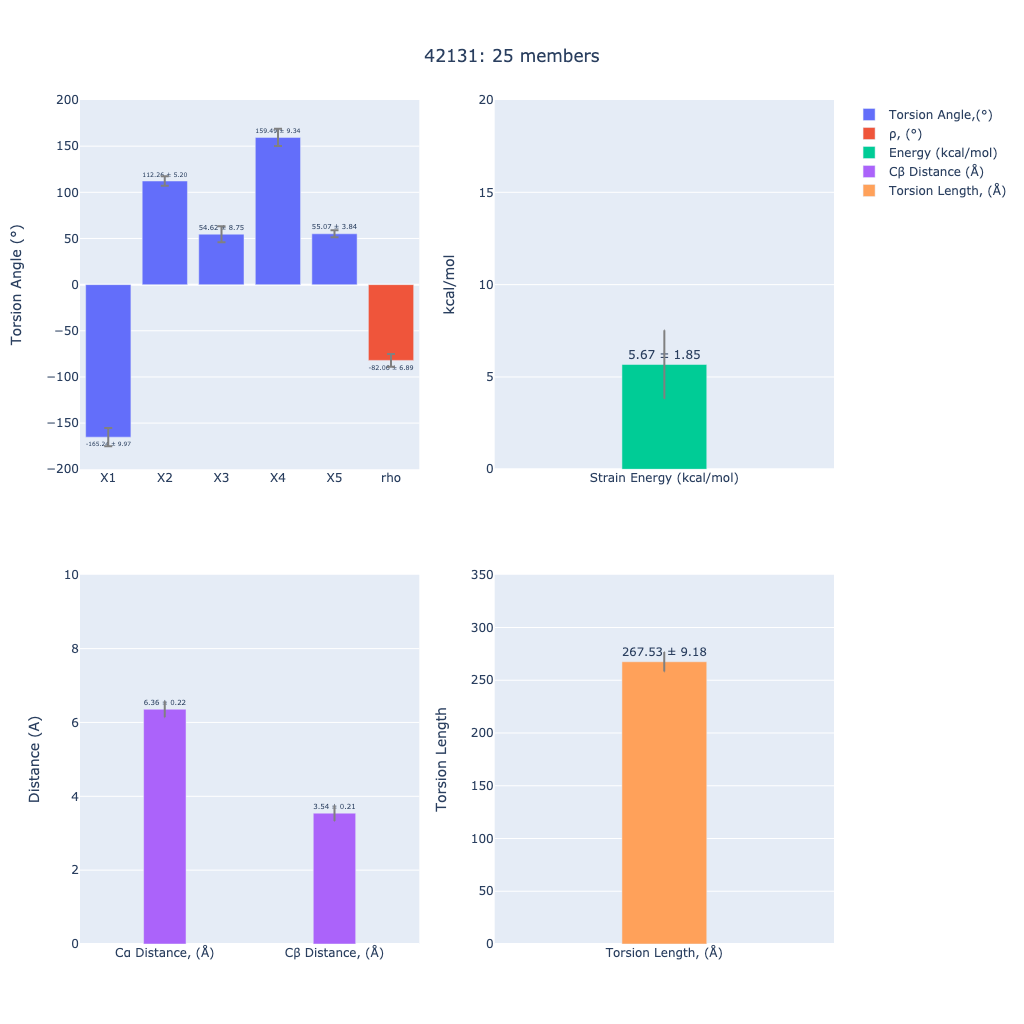 42131: 25 members
200
150
100
50
0
−50
−100
−150
−200
Torsion Angle (°)
112.26 ± 5.20
54.62 ± 8.75
159.49 ± 9.34
55.07 ± 3.84
± 9.97
-82.06 ± 6.89
X1
X2
X3
X4
X5
rho
20
15
10
5
0
kcal/mol
5.67 ± 1.85
Strain Energy (kcal/mol)
Torsion Angle,(°)
ρ, (°)
Energy (kcal/mol)
Cβ Distance (Å)
Torsion Length, (Å)
10
8
6
4
2
0
Distance (A)
6.36 ± 0.22
3.54 ± 0.21
Cα Distance, (Å)
Cβ Distance, (Å)
350
300
250
200
150
100
50
0
Torsion Length
267.53 ± 9.18
Torsion Length, (Å)